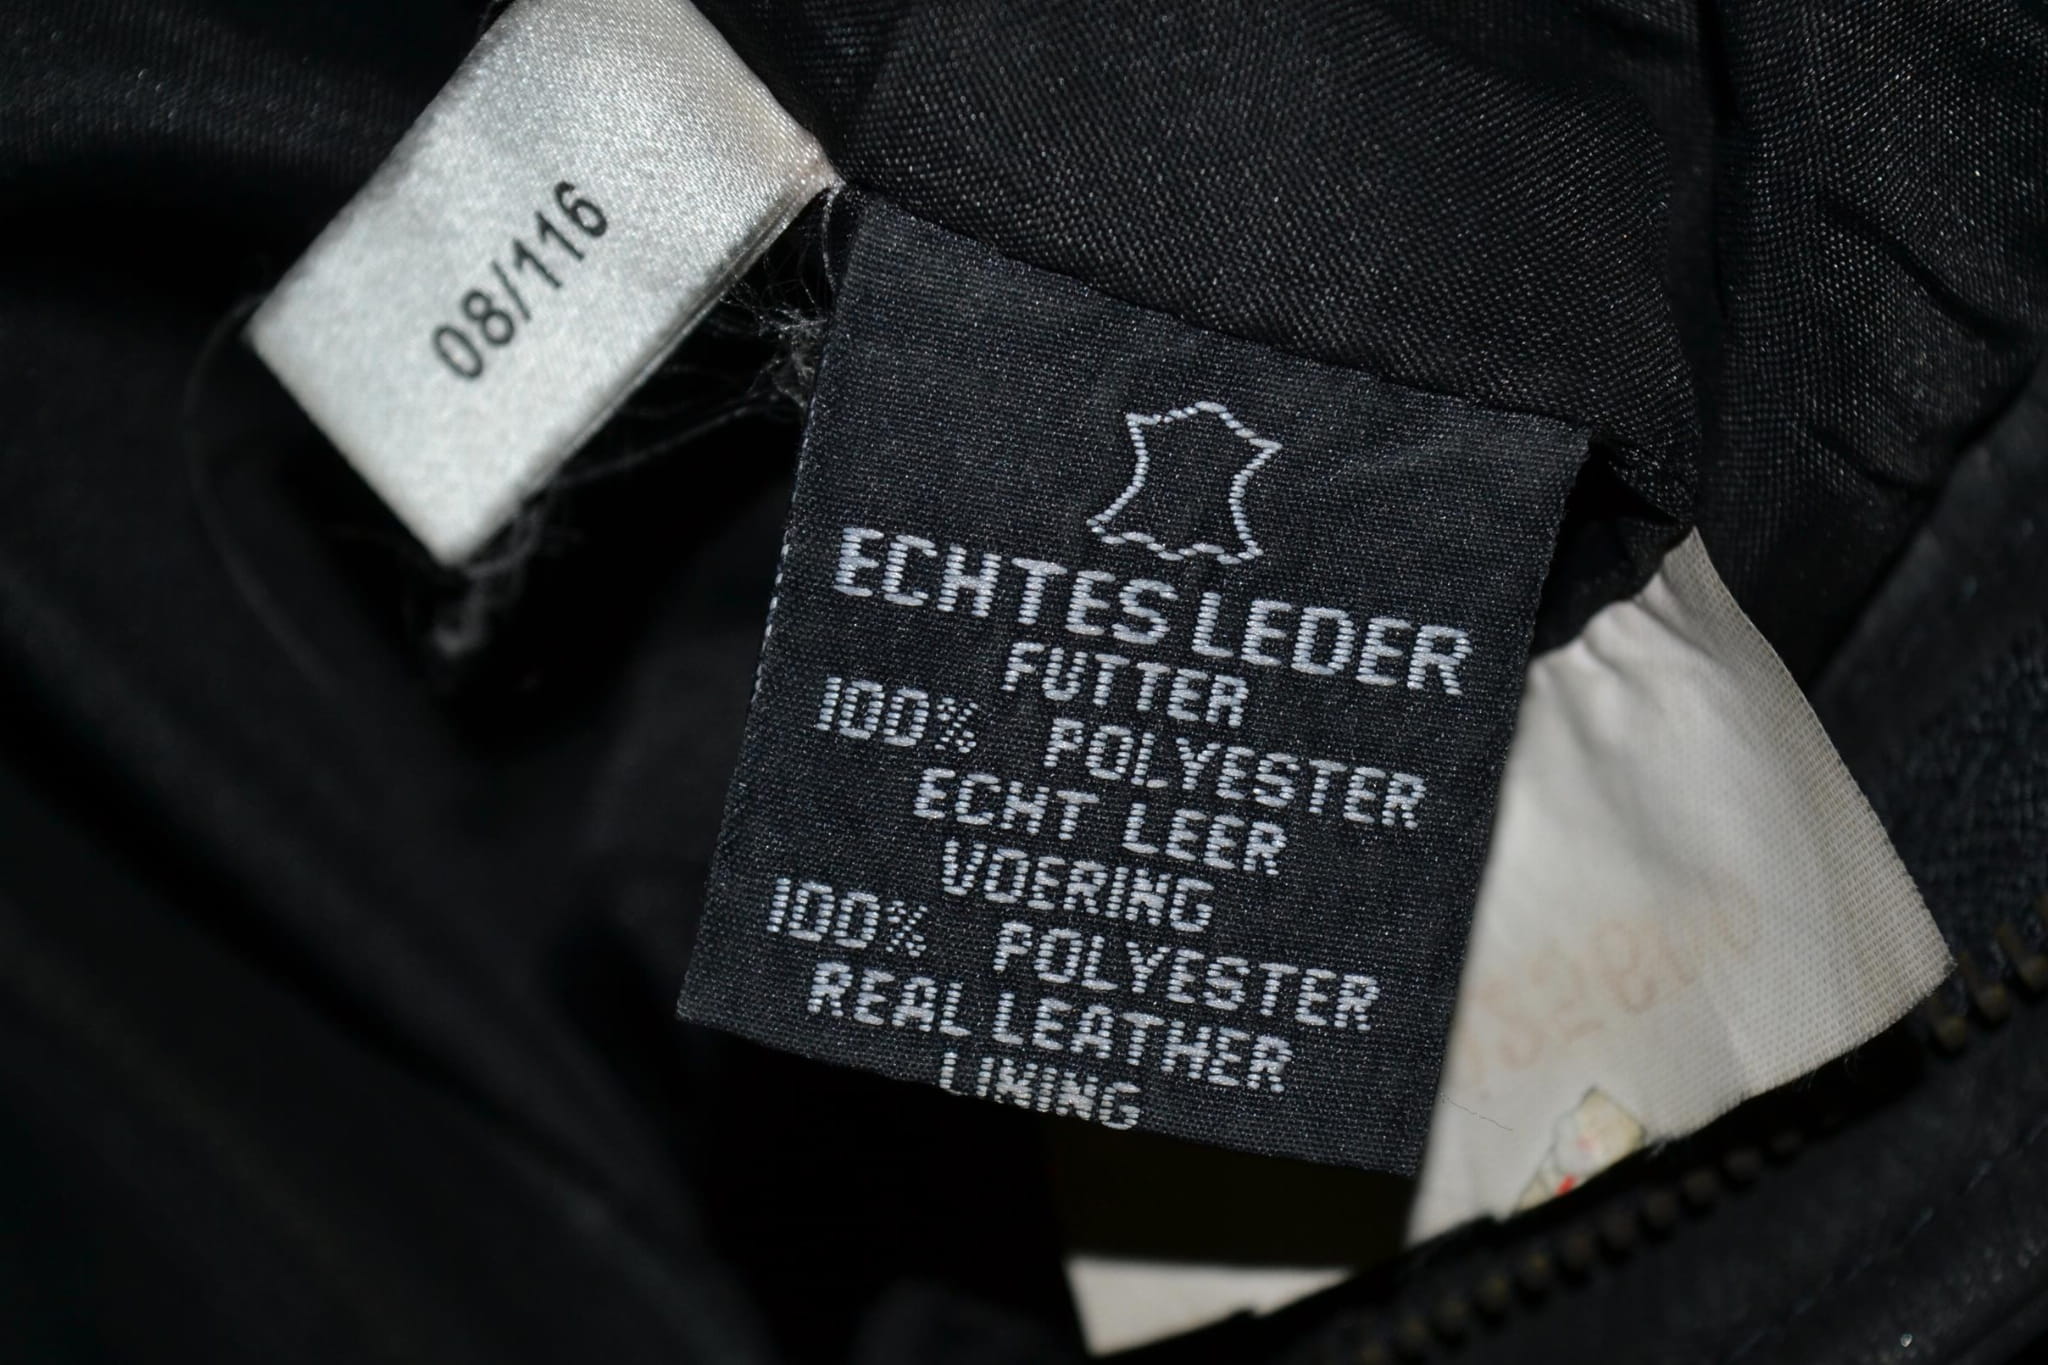 08/116
ECHTES LEDER
FUTTER
100% POLYESTER
ECHT LEER
VOERING
100% POLYESTER
REAL LEATHER
LINING